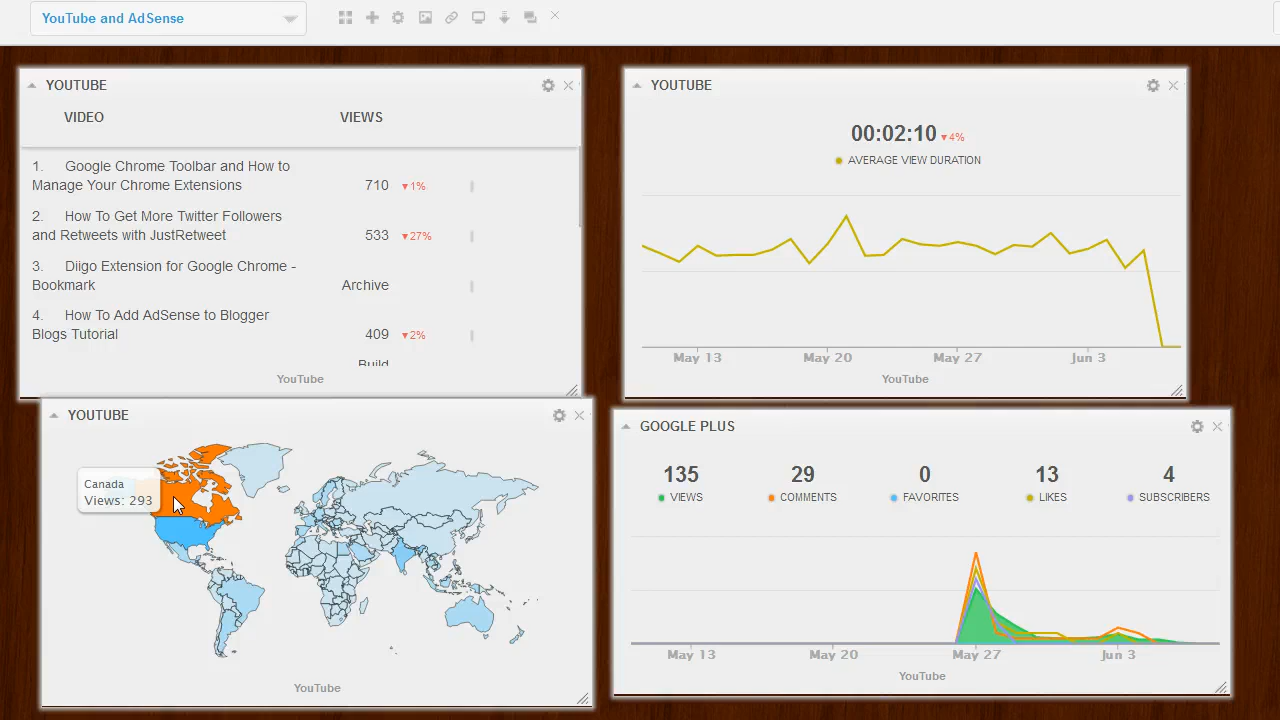 YouTube and AdSense
YOUTUBE
VIDEO VIEWS
1. Google Chrome Toolbar and How to
Manage Your Chrome Extensions 710 ▼1%
2. How To Get More Twitter Followers
and Retweets with JustRetweet 533 ▼27%
3. Diigo Extension for Google Chrome -
Bookmark Archive
4. How To Add AdSense to Blogger
Blogs Tutorial 409 ▼2%
Build
YouTube
YOUTUBE
00:02:10 ▼4%
AVERAGE VIEW DURATION
May 13 May 20 May 27 Jun 3
YouTube
YOUTUBE
Canada
Views: 293
YouTube
GOOGLE PLUS
135 29 0 13 4
VIEWS COMMENTS FAVORITES LIKES SUBSCRIBERS
May 13 May 20 May 27 Jun 3
YouTube